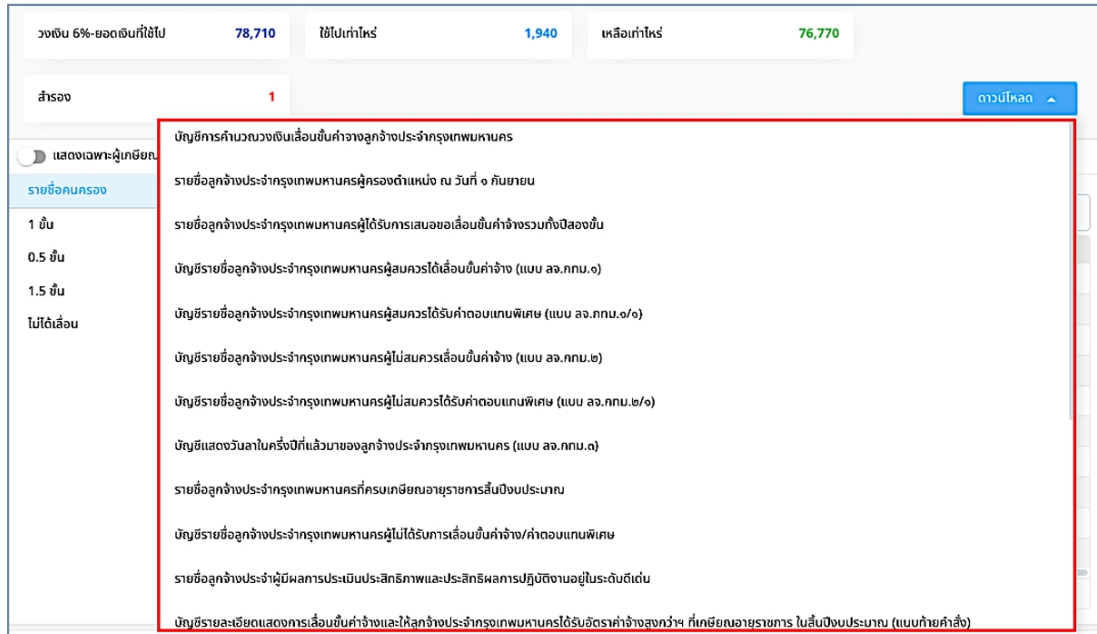 วงเงิน 6%-ยอดเงินที่ใช้ไป 78,710 ใช้ไปเท่าไหร่ 1,940 เหลือเท่าไหร่ 76,770
สำรอง 1 ดาวน์โหลด
บัญชีการคำนวณวงเงินเลื่อนขั้นค่าจ้างลูกจ้างประจำกรุงเทพมหานคร
แสดงเฉพาะผู้เกษียณ
รายชื่อลูกจ้างประจำกรุงเทพมหานครผู้ครองตำแหน่ง ณ วันที่ ๑ กันยายน
รายชื่อคนครอง
1 ขั้น
รายชื่อลูกจ้างประจำกรุงเทพมหานครผู้ได้รับการเสนอขอเลื่อนขั้นค่าจ้างรวมทั้งปีสองขั้น
0.5 ขั้น
บัญชีรายชื่อลูกจ้างประจำกรุงเทพมหานครผู้สมควรได้เลื่อนขั้นค่าจ้าง (แบบ ลจ.กทม.๑)
1.5 ขั้น
บัญชีรายชื่อลูกจ้างประจำกรุงเทพมหานครผู้สมควรได้รับค่าตอบแทนพิเศษ (แบบ ลจ.กทม.๑/๑)
ไม่ได้เลื่อน
บัญชีรายชื่อลูกจ้างประจำกรุงเทพมหานครผู้ไม่สมควรเลื่อนขั้นค่าจ้าง (แบบ ลจ.กทม.๒)
บัญชีรายชื่อลูกจ้างประจำกรุงเทพมหานครผู้ไม่สมควรได้รับค่าตอบแทนพิเศษ (แบบ ลจ.กทม.๒/๑)
บัญชีแสดงวันลาในครึ่งปีที่แล้วมาของลูกจ้างประจำกรุงเทพมหานคร (แบบ ลจ.กทม.๓)
รายชื่อลูกจ้างประจำกรุงเทพมหานครที่ครบเกษียณอายุราชการสิ้นปีงบประมาณ
บัญชีรายชื่อลูกจ้างประจำกรุงเทพมหานครผู้ไม่ได้รับการเลื่อนขั้นค่าจ้าง/ค่าตอบแทนพิเศษ
รายชื่อลูกจ้างประจำผู้มีผลการประเมินประสิทธิภาพและประสิทธิผลการปฏิบัติงานอยู่ในระดับดีเด่น
บัญชีรายละเอียดแสดงการเลื่อนขั้นค่าจ้างและให้ลูกจ้างประจำกรุงเทพมหานครได้รับอัตราค่าจ้างสูงกว่าฯ ที่เกษียณอายุราชการ ในสิ้นปีงบประมาณ (แนบท้ายคำสั่ง)